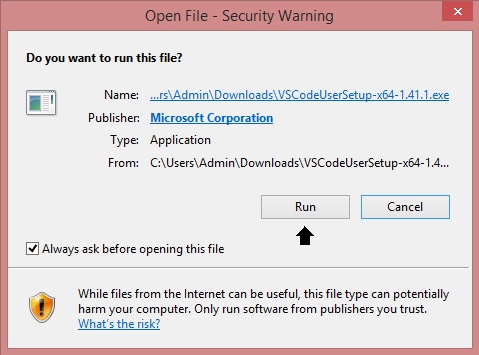 Open File - Security Warning
Do you want to run this file?
Name: ...rs\Admin\Downloads\VSCodeUserSetup-x64-1.41.1.exe
Publisher: Microsoft Corporation
Type: Application
From: C:\Users\Admin\Downloads\VSCodeUserSetup-x64-1.4...
Run Cancel
Always ask before opening this file
While files from the Internet can be useful, this file type can potentially
harm your computer. Only run software from publishers you trust.
What's the risk?